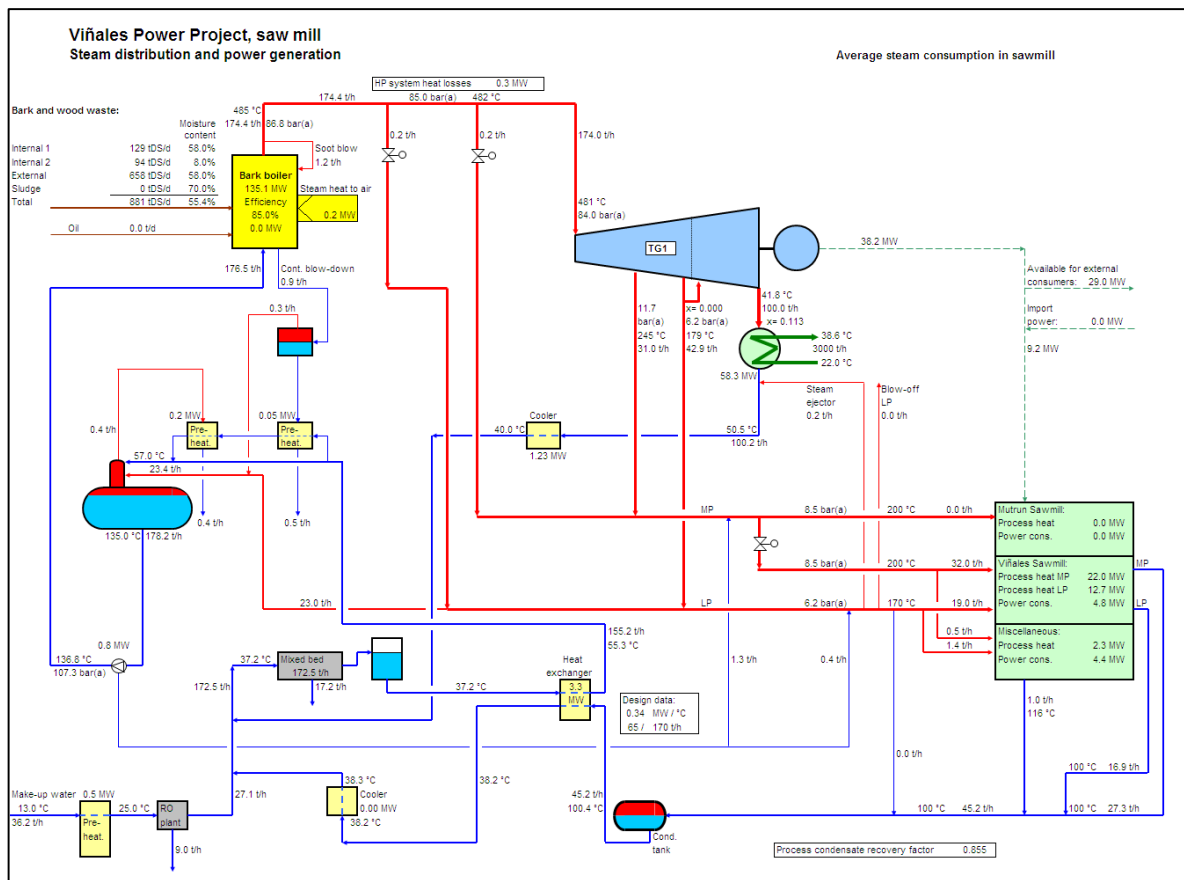 Viñales Power Project, saw mill
Steam distribution and power generation
Average steam consumption in sawmill
HP system heat losses 0.3 MW
174.4 t/h 85.0 bar(a) 482 °C
Bark and wood waste:
Moisture
content
Internal 1 129 tDS/d 58.0%
Internal 2 94 tDS/d 8.0%
External 658 tDS/d 58.0%
Sludge 0 tDS/d 70.0%
Total 881 tDS/d 55.4%
Oil 0.0 t/d
485 °C
174.4 t/h 86.8 bar(a)
Soot blow
1.2 t/h
Bark boiler
135.1 MW
Efficiency
85.0%
0.0 MW
Steam heat to air
0.2 MW
176.5 t/h
Cont. blow-down
0.9 t/h
0.3 t/h
0.2 t/h
0.2 t/h
174.0 t/h
481 °C
84.0 bar(a)
TG1
38.2 MW
Available for external
consumers: 29.0 MW
Import
power: 0.0 MW
9.2 MW
11.7
bar(a)
245 °C
31.0 t/h
x= 0.000
6.2 bar(a)
179 °C
42.9 t/h
41.8 °C
100.0 t/h
x= 0.113
38.6 °C
3000 t/h
22.0 °C
58.3 MW
Steam
ejector
0.2 t/h
Blow-off
LP
0.0 t/h
0.4 t/h
0.2 MW
Pre-
heat.
0.05 MW
Pre-
heat.
Cooler
40.0 °C
1.23 MW
50.5 °C
100.2 t/h
57.0 °C
23.4 t/h
0.4 t/h
0.5 t/h
135.0 °C 178.2 t/h
MP
8.5 bar(a) 200 °C 0.0 t/h
Mutrun Sawmill:
Process heat 0.0 MW
Power cons. 0.0 MW
8.5 bar(a) 200 °C 32.0 t/h
Viñales Sawmill:
Process heat MP 22.0 MW
Process heat LP 12.7 MW
Power cons. 4.8 MW
MP
LP
23.0 t/h
LP
6.2 bar(a) 170 °C 19.0 t/h
0.5 t/h
1.4 t/h
Miscellaneous:
Process heat 2.3 MW
Power cons. 4.4 MW
0.8 MW
136.8 °C
107.3 bar(a)
37.2 °C
Mixed bed
172.5 t/h
172.5 t/h
17.2 t/h
37.2 °C
155.2 t/h
55.3 °C
Heat
exchanger
3.3
MW
Design data:
0.34 MW / °C
65 / 170 t/h
1.3 t/h
0.4 t/h
0.0 t/h
1.0 t/h
116 °C
100 °C 16.9 t/h
38.3 °C
Cooler
0.00 MW
38.2 °C
38.2 °C
45.2 t/h
100.4 °C
Make-up water
13.0 °C
36.2 t/h
0.5 MW
Pre-
heat.
25.0 °C
RO
plant
27.1 t/h
9.0 t/h
Cond.
tank
100 °C 45.2 t/h
100 °C 27.3 t/h
Process condensate recovery factor 0.855